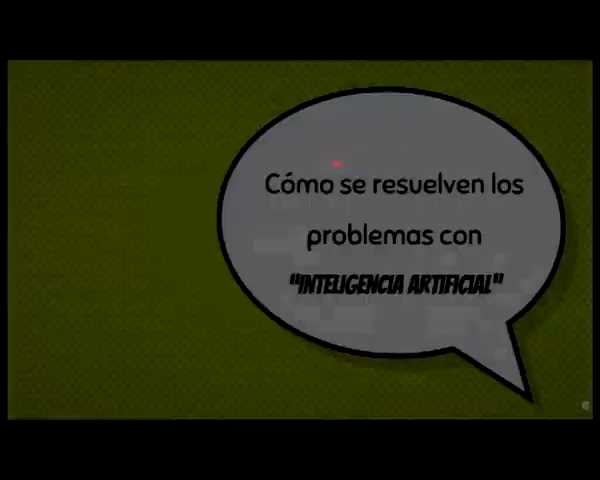 Cómo se resuelven los
problemas con
"INTELIGENCIA ARTIFICIAL"